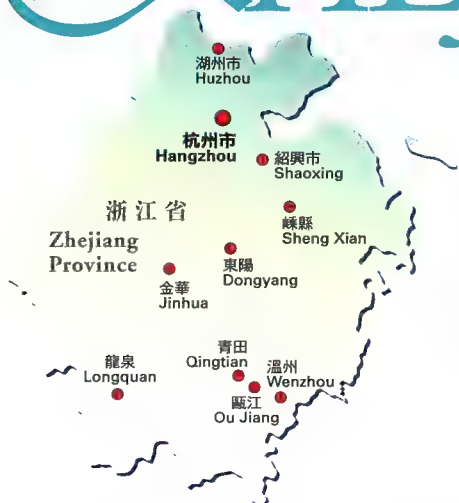 湖州市
Huzhou
杭州市
Hangzhou
紹興市
Shaoxing
嵊縣
Sheng Xian
浙江省
Zhejiang
Province
東陽
Dongyang
金華
Jinhua
青田
Qingtian
溫州
Wenzhou
龍泉
Longquan
甌江
Ou Jiang